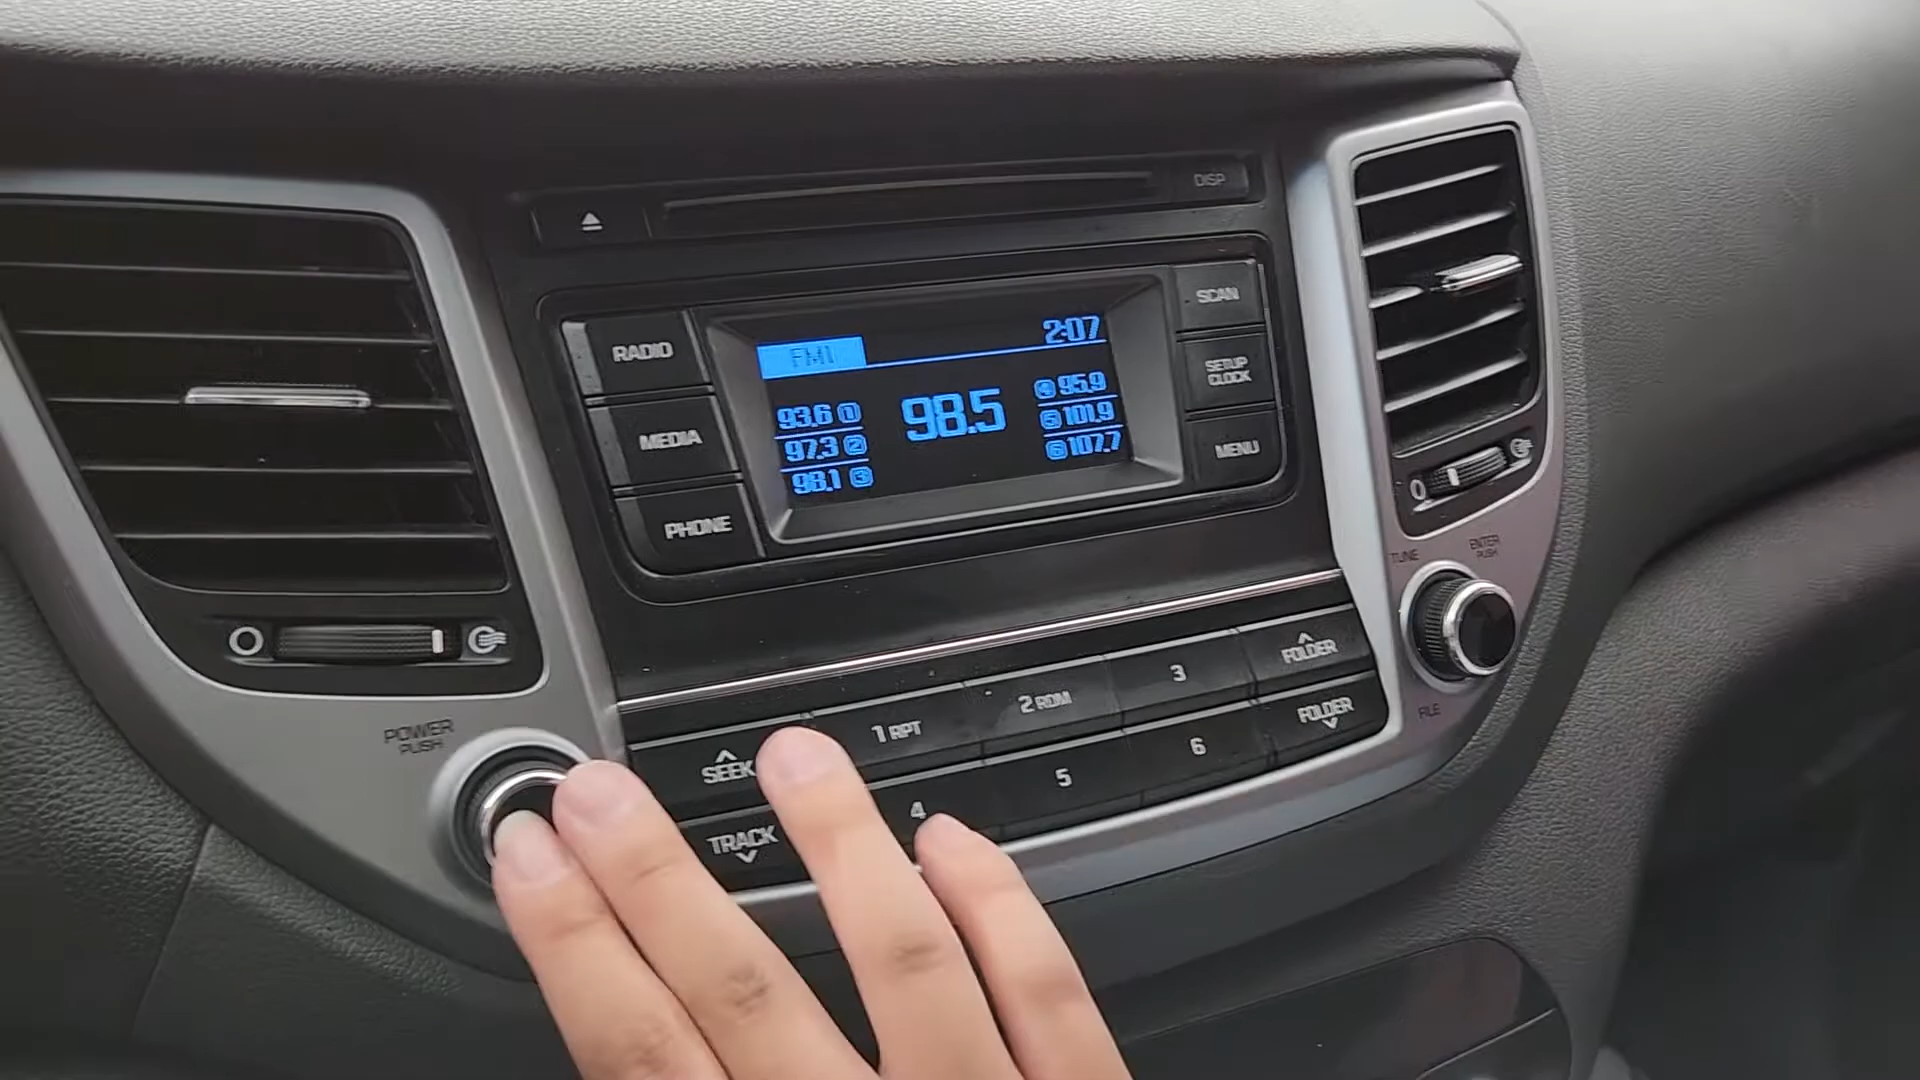 DISP
SCAN
RADIO
FM1
2:07
SETUP
CLOCK
93.6 1
98.5
4 95.9
MEDIA
97.3 2
5 101.9
MENU
98.1 3
6 107.7
PHONE
0
TUNE
ENTER
PUSH
POWER
PUSH
SEEK
1 RPT
2 RDM
3
FOLDER
TRACK
4
5
6
FOLDER
FILE